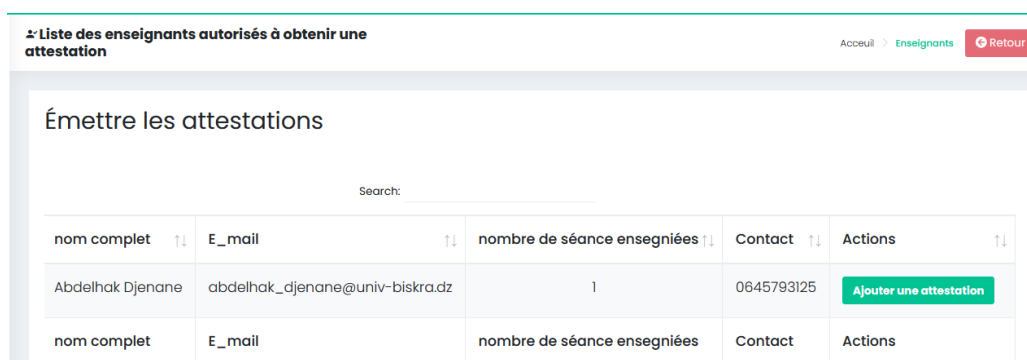 Liste des enseignants autorisés à obtenir une
attestation
Acceuil > Enseignants Retour
Émettre les attestations
Search:
nom complet E_mail nombre de séance ensegniées Contact Actions
Abdelhak Djenane abdelhak_djenane@univ-biskra.dz 1 0645793125 Ajouter une attestation
nom complet E_mail nombre de séance ensegniées Contact Actions